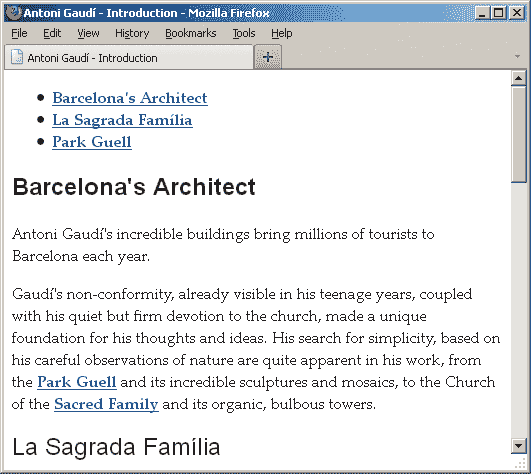 Antoni Gaudí - Introduction - Mozilla Firefox
File Edit View History Bookmarks Tools Help
Antoni Gaudí - Introduction
Barcelona's Architect
La Sagrada Família
Park Guell
Barcelona's Architect
Antoni Gaudí's incredible buildings bring millions of tourists to
Barcelona each year.
Gaudí's non-conformity, already visible in his teenage years, coupled
with his quiet but firm devotion to the church, made a unique
foundation for his thoughts and ideas. His search for simplicity, based on
his careful observations of nature are quite apparent in his work, from
the Park Guell and its incredible sculptures and mosaics, to the Church
of the Sacred Family and its organic, bulbous towers.
La Sagrada Família